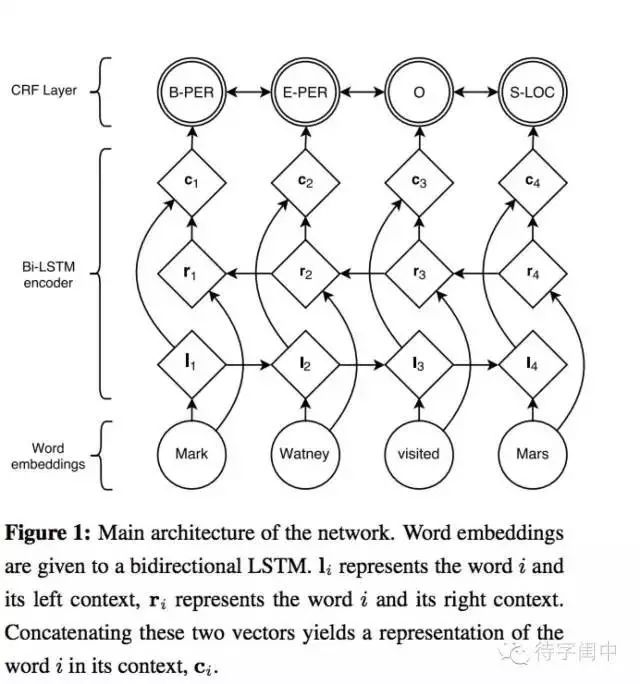 CRF Layer
B-PER
E-PER
O
S-LOC
c1
c2
c3
c4
Bi-LSTM
encoder
r1
r2
r3
r4
l1
l2
l3
l4
Word
embeddings
Mark
Watney
visited
Mars
Figure 1: Main architecture of the network. Word embeddings
are given to a bidirectional LSTM. li represents the word i and
its left context, ri represents the word i and its right context.
Concatenating these two vectors yields a representation of the
word i in its context, ci.
待字闺中